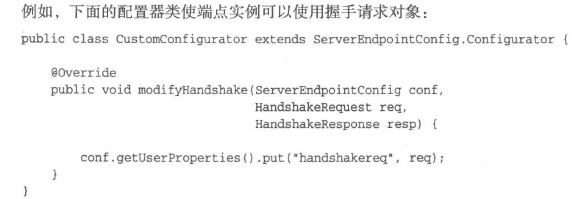 例如，下面的配置器类使端点实例可以使用握手请求对象：
public class CustomConfigurator extends ServerEndpointConfig.Configurator {
@Override
public void modifyHandshake(ServerEndpointConfig conf,
HandshakeRequest req,
HandshakeResponse resp) {
conf.getUserProperties().put("handshakereq", req);
}
}